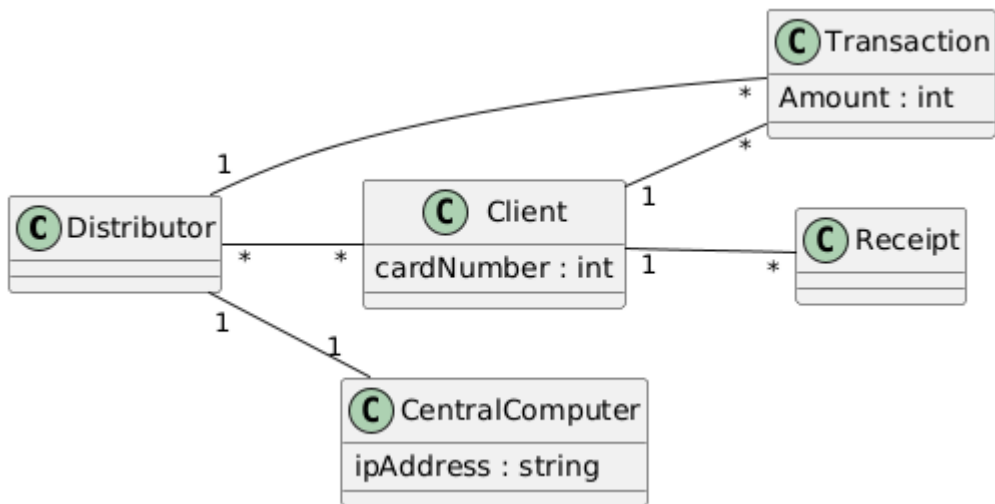 C Transaction
Amount : int
*
*
1
C Distributor
C Client
cardNumber : int
1
*
*
1
*
C Receipt
1
1
C CentralComputer
ipAddress : string